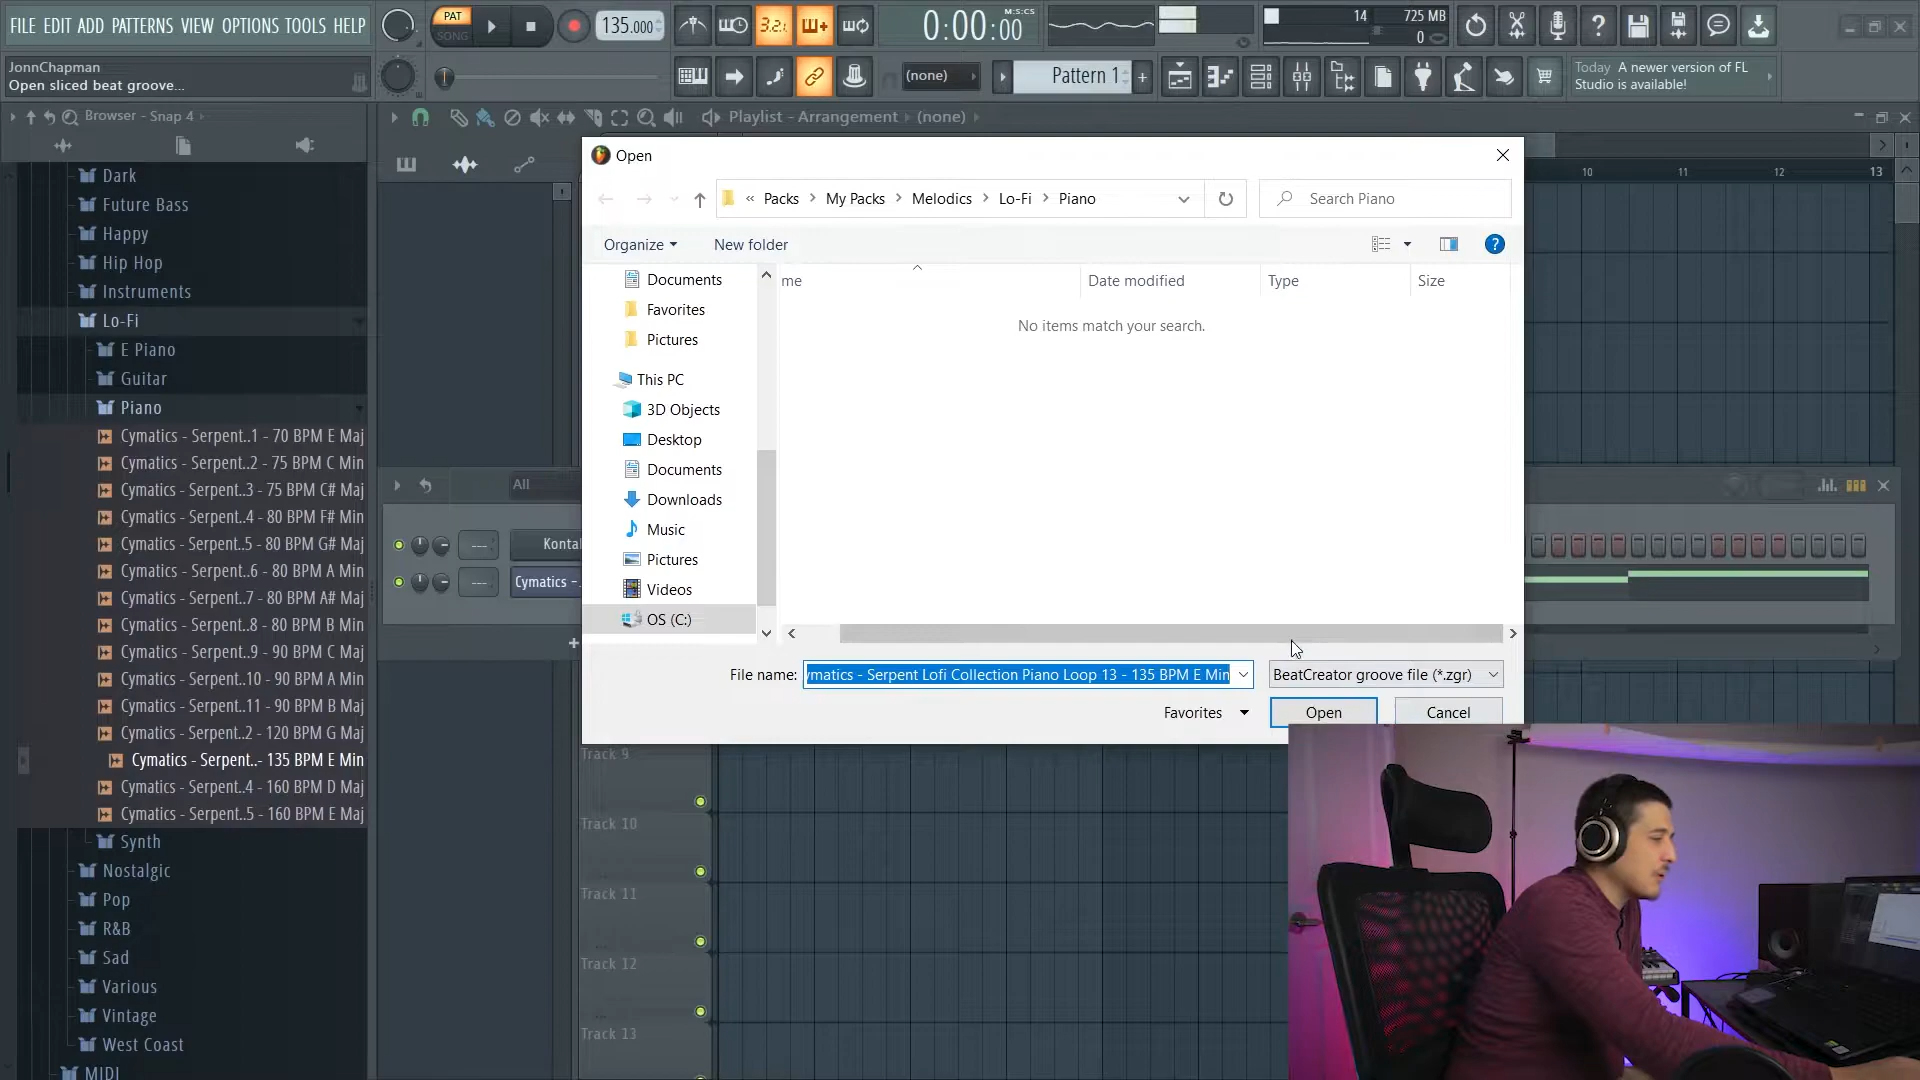 FILE EDIT ADD PATTERNS VIEW OPTIONS TOOLS HELP
PAT
SONG
135.000
3.2.1
0:00:00
M:S:CS
14
725 MB
0
JonnChapman
Open sliced beat groove...
(none)
Pattern 1
+
Today A newer version of FL
Studio is available!
Browser - Snap 4
Playlist - Arrangement
(none)
Dark
Future Bass
Happy
Hip Hop
Instruments
Lo-Fi
E Piano
Guitar
Piano
Cymatics - Serpent..1 - 70 BPM E Maj
Cymatics - Serpent..2 - 75 BPM C Min
Cymatics - Serpent..3 - 75 BPM C# Maj
Cymatics - Serpent..4 - 80 BPM F# Min
Cymatics - Serpent..5 - 80 BPM G# Maj
Cymatics - Serpent..6 - 80 BPM A Min
Cymatics - Serpent..7 - 80 BPM A# Maj
Cymatics - Serpent..8 - 80 BPM B Min
Cymatics - Serpent..9 - 90 BPM C Maj
Cymatics - Serpent..10 - 90 BPM A Min
Cymatics - Serpent..11 - 90 BPM B Maj
Cymatics - Serpent..2 - 120 BPM G Maj
Cymatics - Serpent..- 135 BPM E Min
Cymatics - Serpent..4 - 160 BPM D Maj
Cymatics - Serpent..5 - 160 BPM E Maj
Synth
Nostalgic
Pop
R&B
Sad
Various
Vintage
West Coast
MIDI
10
11
12
13
All
Kontal
Cymatics -
+
Open
« Packs > My Packs > Melodics > Lo-Fi > Piano
Search Piano
Organize
New folder
?
Documents
Favorites
Pictures
This PC
3D Objects
Desktop
Documents
Downloads
Music
Pictures
Videos
OS (C:)
me
Date modified
Type
Size
No items match your search.
File name:
ymatics - Serpent Lofi Collection Piano Loop 13 - 135 BPM E Min
BeatCreator groove file (*.zgr)
Favorites
Open
Cancel
Track 9
Track 10
Track 11
Track 12
Track 13